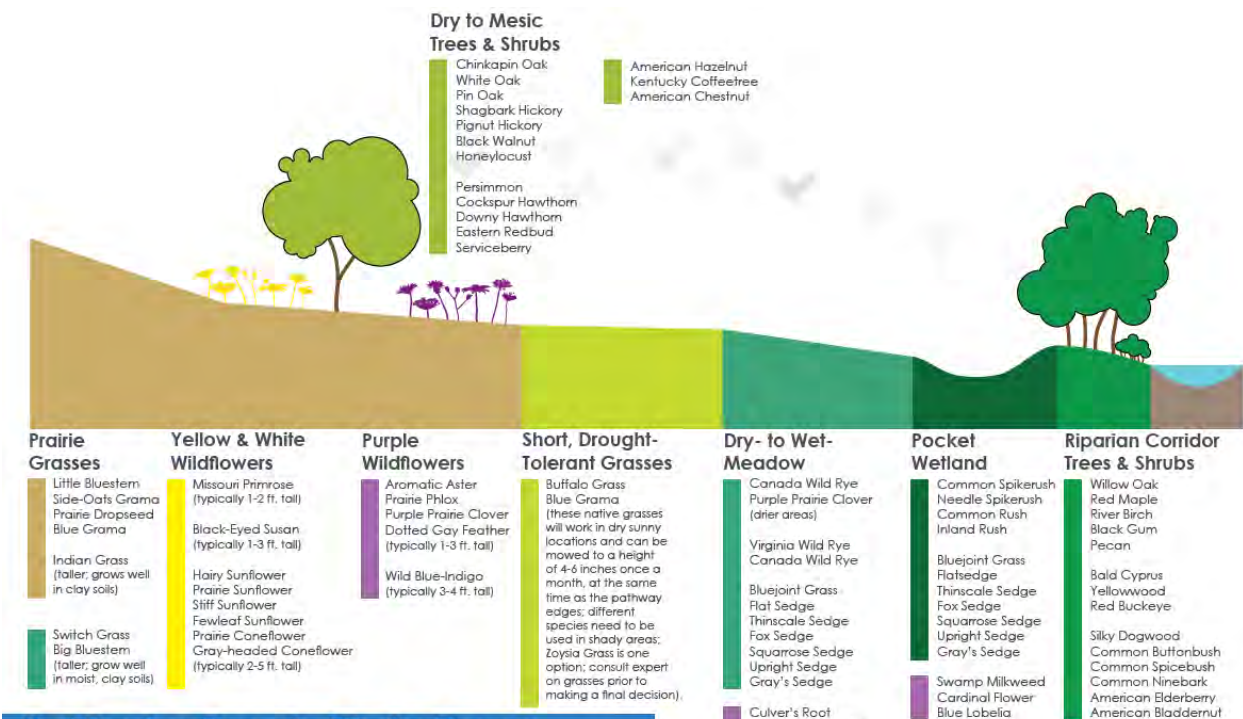 Dry to Mesic
Trees & Shrubs
Chinkapin Oak
White Oak
Pin Oak
Shagbark Hickory
Pignut Hickory
Black Walnut
Honeylocust
Persimmon
Cockspur Hawthorn
Downy Hawthorn
Eastern Redbud
Serviceberry
American Hazelnut
Kentucky Coffeetree
American Chestnut
Prairie
Grasses
Little Bluestem
Side-Oats Grama
Prairie Dropseed
Blue Grama
Indian Grass
(taller; grows well
in clay soils)
Switch Grass
Big Bluestem
(taller; grow well
in moist, clay soils)
Yellow & White
Wildflowers
Missouri Primrose
(typically 1-2 ft. tall)
Black-Eyed Susan
(typically 1-3 ft. tall)
Hairy Sunflower
Prairie Sunflower
Stiff Sunflower
Fewleaf Sunflower
Prairie Coneflower
Gray-headed Coneflower
(typically 2-5 ft. tall)
Purple
Wildflowers
Aromatic Aster
Prairie Phlox
Purple Prairie Clover
Dotted Gay Feather
(typically 1-3 ft. tall)
Wild Blue-Indigo
(typically 3-4 ft. tall)
Short, Drought-
Tolerant Grasses
Buffalo Grass
Blue Grama
(these native grasses
will work in dry sunny
locations and can be
mowed to a height
of 4-6 inches once a
month, at the same
time as the pathway
edges; different
species need to be
used in shady areas;
Zoysia Grass is one
option; consult expert
on grasses prior to
making a final decision).
Dry- to Wet-
Meadow
Canada Wild Rye
Purple Prairie Clover
(drier areas)
Virginia Wild Rye
Canada Wild Rye
Bluejoint Grass
Flat Sedge
Thinscale Sedge
Fox Sedge
Squarrose Sedge
Upright Sedge
Gray's Sedge
Culver's Root
Pocket
Wetland
Common Spikerush
Needle Spikerush
Common Rush
Inland Rush
Bluejoint Grass
Flatsedge
Thinscale Sedge
Fox Sedge
Squarrose Sedge
Upright Sedge
Gray's Sedge
Swamp Milkweed
Cardinal Flower
Blue Lobelia
Riparian Corridor
Trees & Shrubs
Willow Oak
Red Maple
River Birch
Black Gum
Pecan
Bald Cyprus
Yellowwood
Red Buckeye
Silky Dogwood
Common Buttonbush
Common Spicebush
Common Ninebark
American Elderberry
American Bladdernut